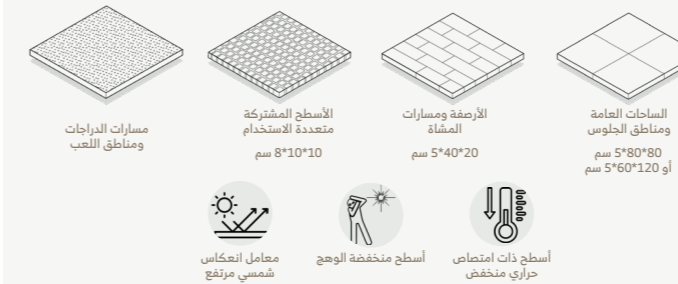 الساحات العامة
ومناطق الجلوس
80*80*5 سم
أو 120*60*5 سم
الأرصفة ومسارات
المشاة
20*40*5 سم
الأسطح المشتركة
متعددة الاستخدام
10*10*8 سم
مسارات الدراجات
ومناطق اللعب
أسطح ذات امتصاص
حراري منخفض
أسطح منخفضة الوهج
معامل انعكاس
شمسي مرتفع